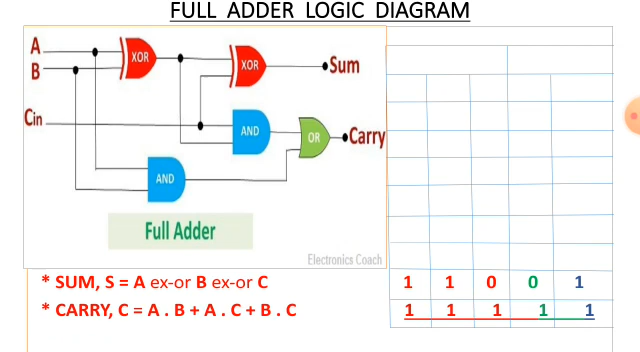 FULL ADDER LOGIC DIAGRAM
A
B
XOR
XOR
Sum
Cin
AND
OR
Carry
AND
Full Adder
Electronics Coach
* SUM, S = A ex-or B ex-or C
1 1 0 0 1
* CARRY, C = A . B + A . C + B . C
1 1 1 1 1